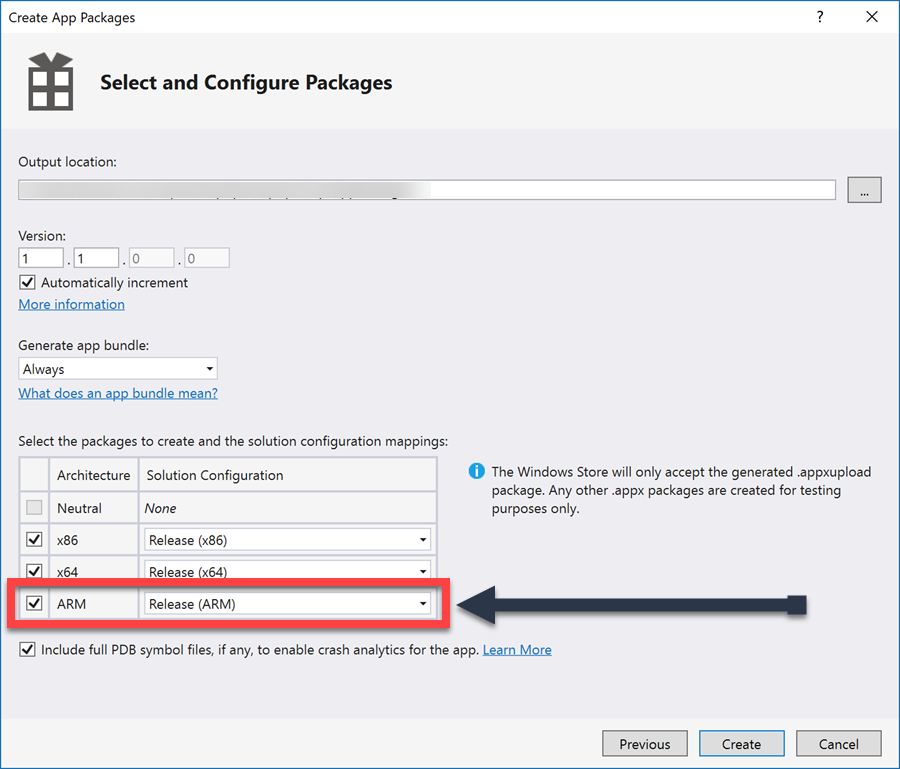 Create App Packages
?
Select and Configure Packages
Output location:
...
Version:
1 . 1 . 0 . 0
Automatically increment
More information
Generate app bundle:
Always
What does an app bundle mean?
Select the packages to create and the solution configuration mappings:
Architecture Solution Configuration
Neutral None
x86 Release (x86)
x64 Release (x64)
ARM Release (ARM)
The Windows Store will only accept the generated .appxupload
package. Any other .appx packages are created for testing
purposes only.
Include full PDB symbol files, if any, to enable crash analytics for the app. Learn More
Previous Create Cancel